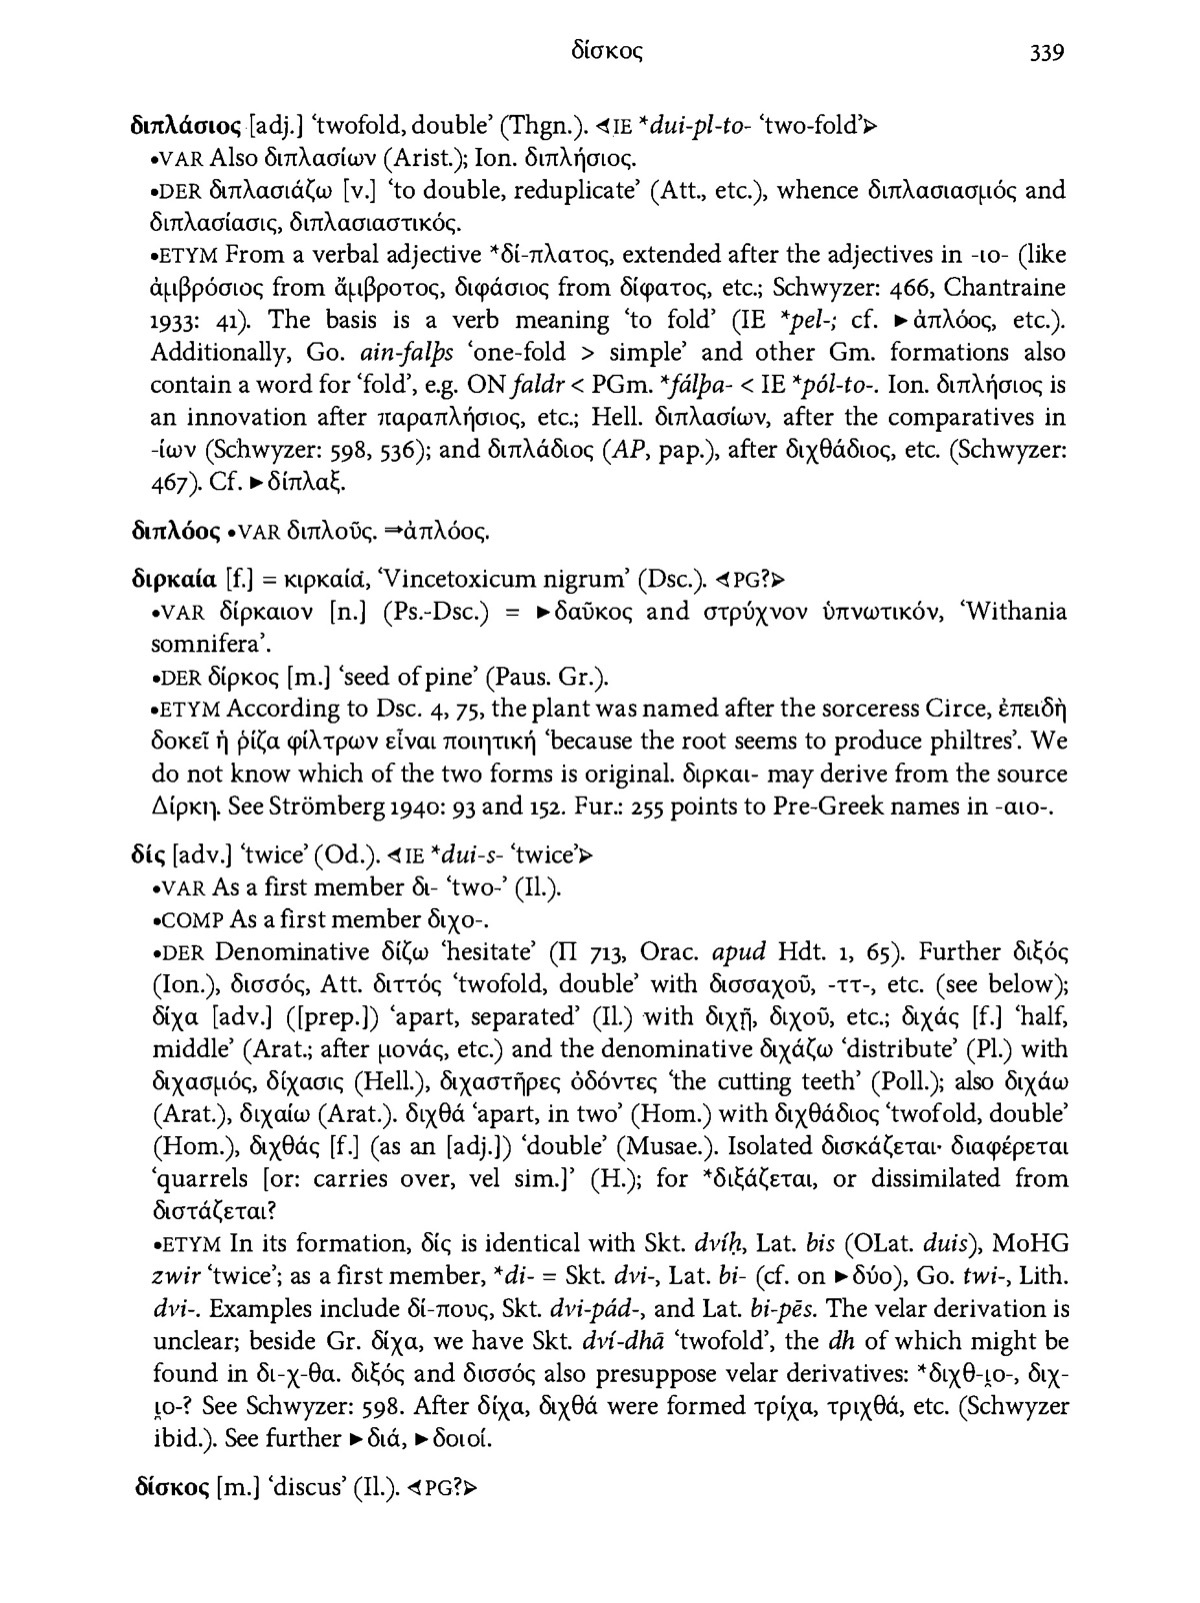 δίσκος 339
διπλάσιος [adj.] ‘twofold, double’ (Thgn.). ⊲IE *dui-pl-to- ‘two-fold’⊳
•VAR Also διπλασίων (Arist.); Ion. διπλήσιος.
•DER διπλασιάζω [v.] ‘to double, reduplicate’ (Att., etc.), whence διπλασιασμός and
διπλασίασις, διπλασιαστικός.
•ETYM From a verbal adjective *δί-πλατος, extended after the adjectives in -ιο- (like
ἀμβρόσιος from ἄμβροτος, διφάσιος from δίφατος, etc.; Schwyzer: 466, Chantraine
1933: 41). The basis is a verb meaning ‘to fold’ (IE *pel-; cf. ►ἁπλόος, etc.).
Additionally, Go. ain-falþs ‘one-fold > simple’ and other Gm. formations also
contain a word for ‘fold’, e.g. ON faldr < PGm. *fálþa- < IE *pól-to-. Ion. διπλήσιος is
an innovation after παραπλήσιος, etc.; Hell. διπλασίων, after the comparatives in
-ίων (Schwyzer: 598, 536); and διπλάδιος (AP, pap.), after διχθάδιος, etc. (Schwyzer:
467). Cf. ►δίπλαξ.
διπλόος •VAR διπλοῦς. ⇒ἁπλόος.
διρκαία [f.] = κιρκαία, ‘Vincetoxicum nigrum’ (Dsc.). ⊲PG?⊳
•VAR δίρκαιον [n.] (Ps.-Dsc.) = ►δαῦκος and στρύχνον ὑπνωτικόν, ‘Withania
somnifera’.
•DER δίρκος [m.] ‘seed of pine’ (Paus. Gr.).
•ETYM According to Dsc. 4, 75, the plant was named after the sorceress Circe, ἐπειδὴ
δοκεῖ ἡ ῥίζα φίλτρων εἶναι ποιητική ‘because the root seems to produce philtres’. We
do not know which of the two forms is original. διρκαι- may derive from the source
Δίρκη. See Strömberg 1940: 93 and 152. Fur.: 255 points to Pre-Greek names in -αιο-.
δίς [adv.] ‘twice’ (Od.). ⊲IE *dui-s- ‘twice’⊳
•VAR As a first member δι- ‘two-’ (Il.).
•COMP As a first member διχο-.
•DER Denominative δίζω ‘hesitate’ (Π 713, Orac. apud Hdt. 1, 65). Further διξός
(Ion.), δισσός, Att. διττός ‘twofold, double’ with δισσαχοῦ, -ττ-, etc. (see below);
δίχα [adv.] ([prep.]) ‘apart, separated’ (Il.) with διχῇ, διχοῦ, etc.; διχάς [f.] ‘half,
middle’ (Arat.; after μονάς, etc.) and the denominative διχάζω ‘distribute’ (Pl.) with
διχασμός, δίχασις (Hell.), διχαστῆρες ὀδόντες ‘the cutting teeth’ (Poll.); also διχάω
(Arat.), διχαίω (Arat.). διχθά ‘apart, in two’ (Hom.) with διχθάδιος ‘twofold, double’
(Hom.), διχθάς [f.] (as an [adj.]) ‘double’ (Musae.). Isolated δισκάζεται· διαφέρεται
‘quarrels [or: carries over, vel sim.]’ (H.); for *διξάζεται, or dissimilated from
διστάζεται?
•ETYM In its formation, δίς is identical with Skt. dvíḥ, Lat. bis (OLat. duis), MoHG
zwir ‘twice’; as a first member, *di- = Skt. dvi-, Lat. bi- (cf. on ►δύο), Go. twi-, Lith.
dvi-. Examples include δί-πους, Skt. dvi-pád-, and Lat. bi-pēs. The velar derivation is
unclear; beside Gr. δίχα, we have Skt. dví-dhā ‘twofold’, the dh of which might be
found in δι-χ-θα. διξός and δισσός also presuppose velar derivatives: *διχθ-ι̯ο-, διχ-
ι̯ο-? See Schwyzer: 598. After δίχα, διχθά were formed τρίχα, τριχθά, etc. (Schwyzer
ibid.). See further ►διά, ►δοιοί.
δίσκος [m.] ‘discus’ (Il.). ⊲PG?⊳